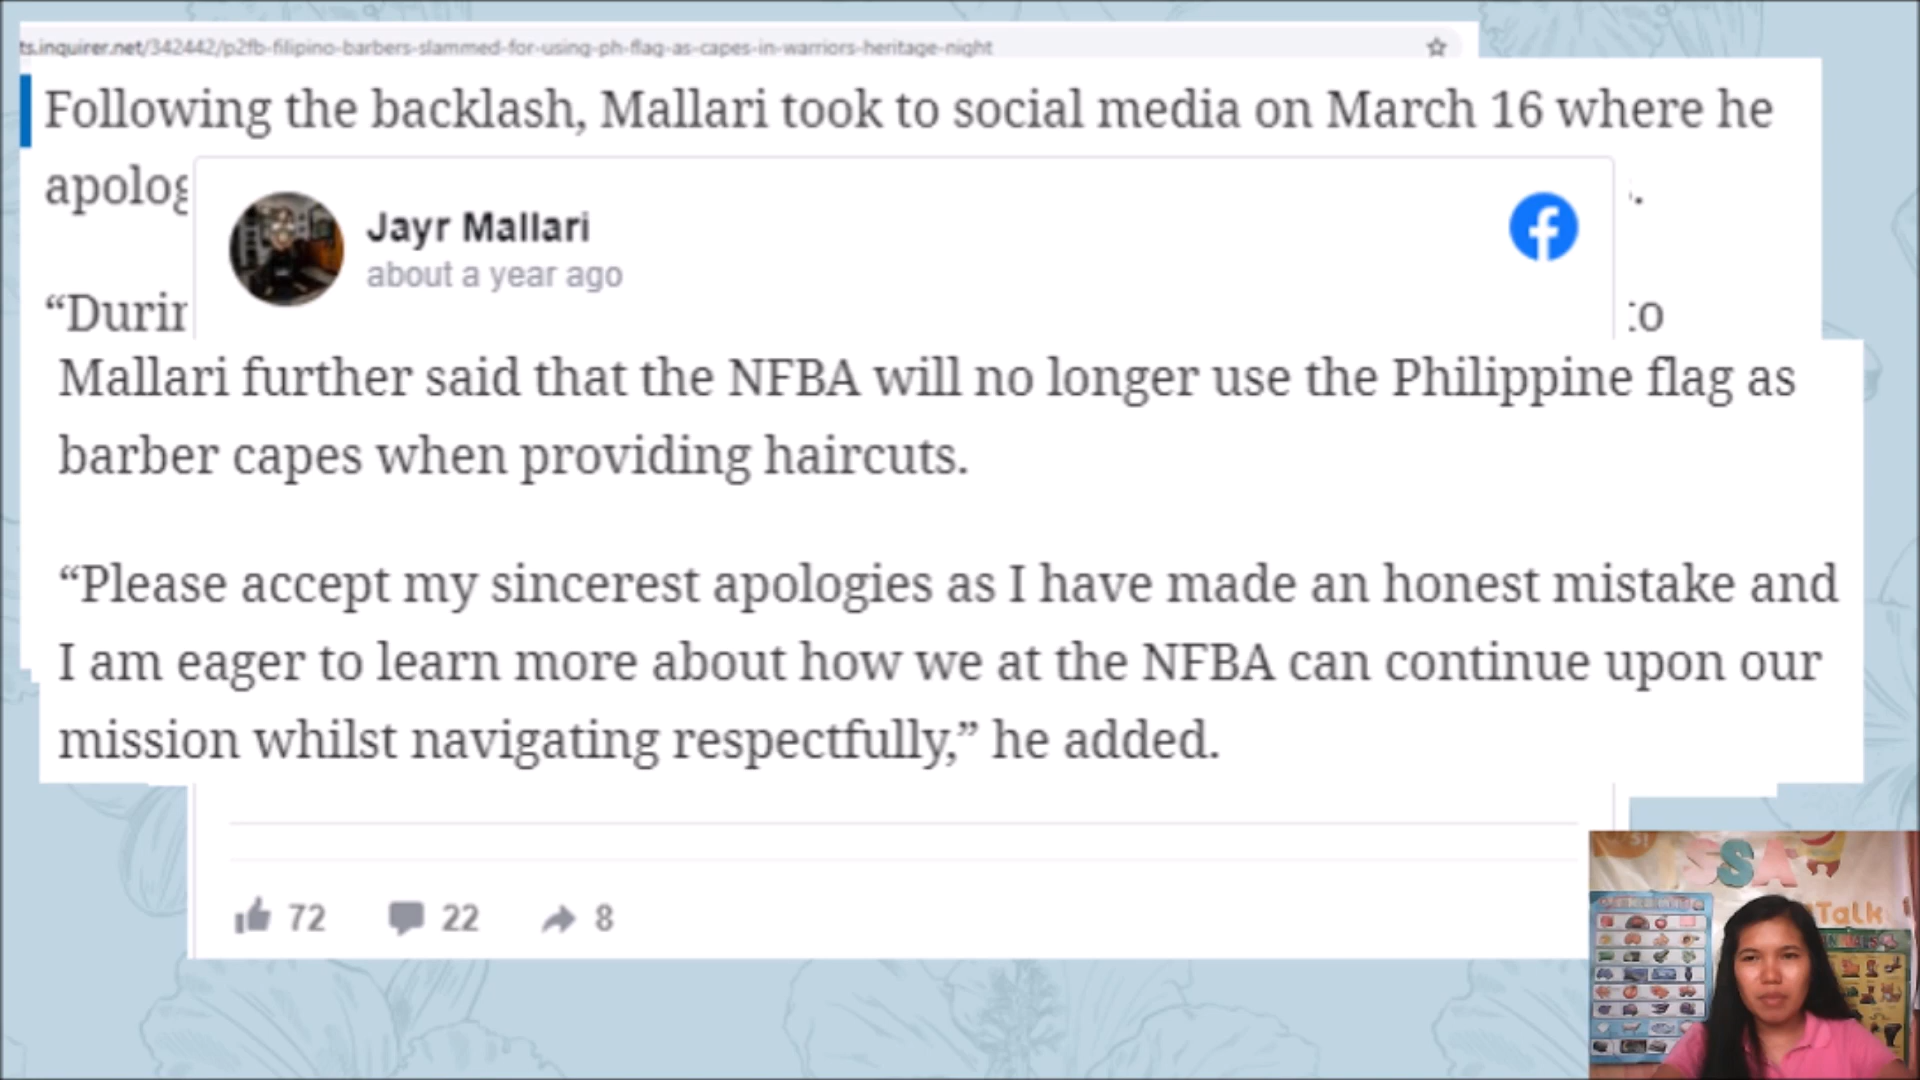 ts.inquirer.net/342442/p2fb-filipino-barbers-slammed-for-using-ph-flag-as-capes-in-warriors-heritage-night
Following the backlash, Mallari took to social media on March 16 where he
apolog
Jayr Mallari
about a year ago
“Durin
to
Mallari further said that the NFBA will no longer use the Philippine flag as
barber capes when providing haircuts.
“Please accept my sincerest apologies as I have made an honest mistake and
I am eager to learn more about how we at the NFBA can continue upon our
mission whilst navigating respectfully,” he added.
72 22 8
SSA
Talk